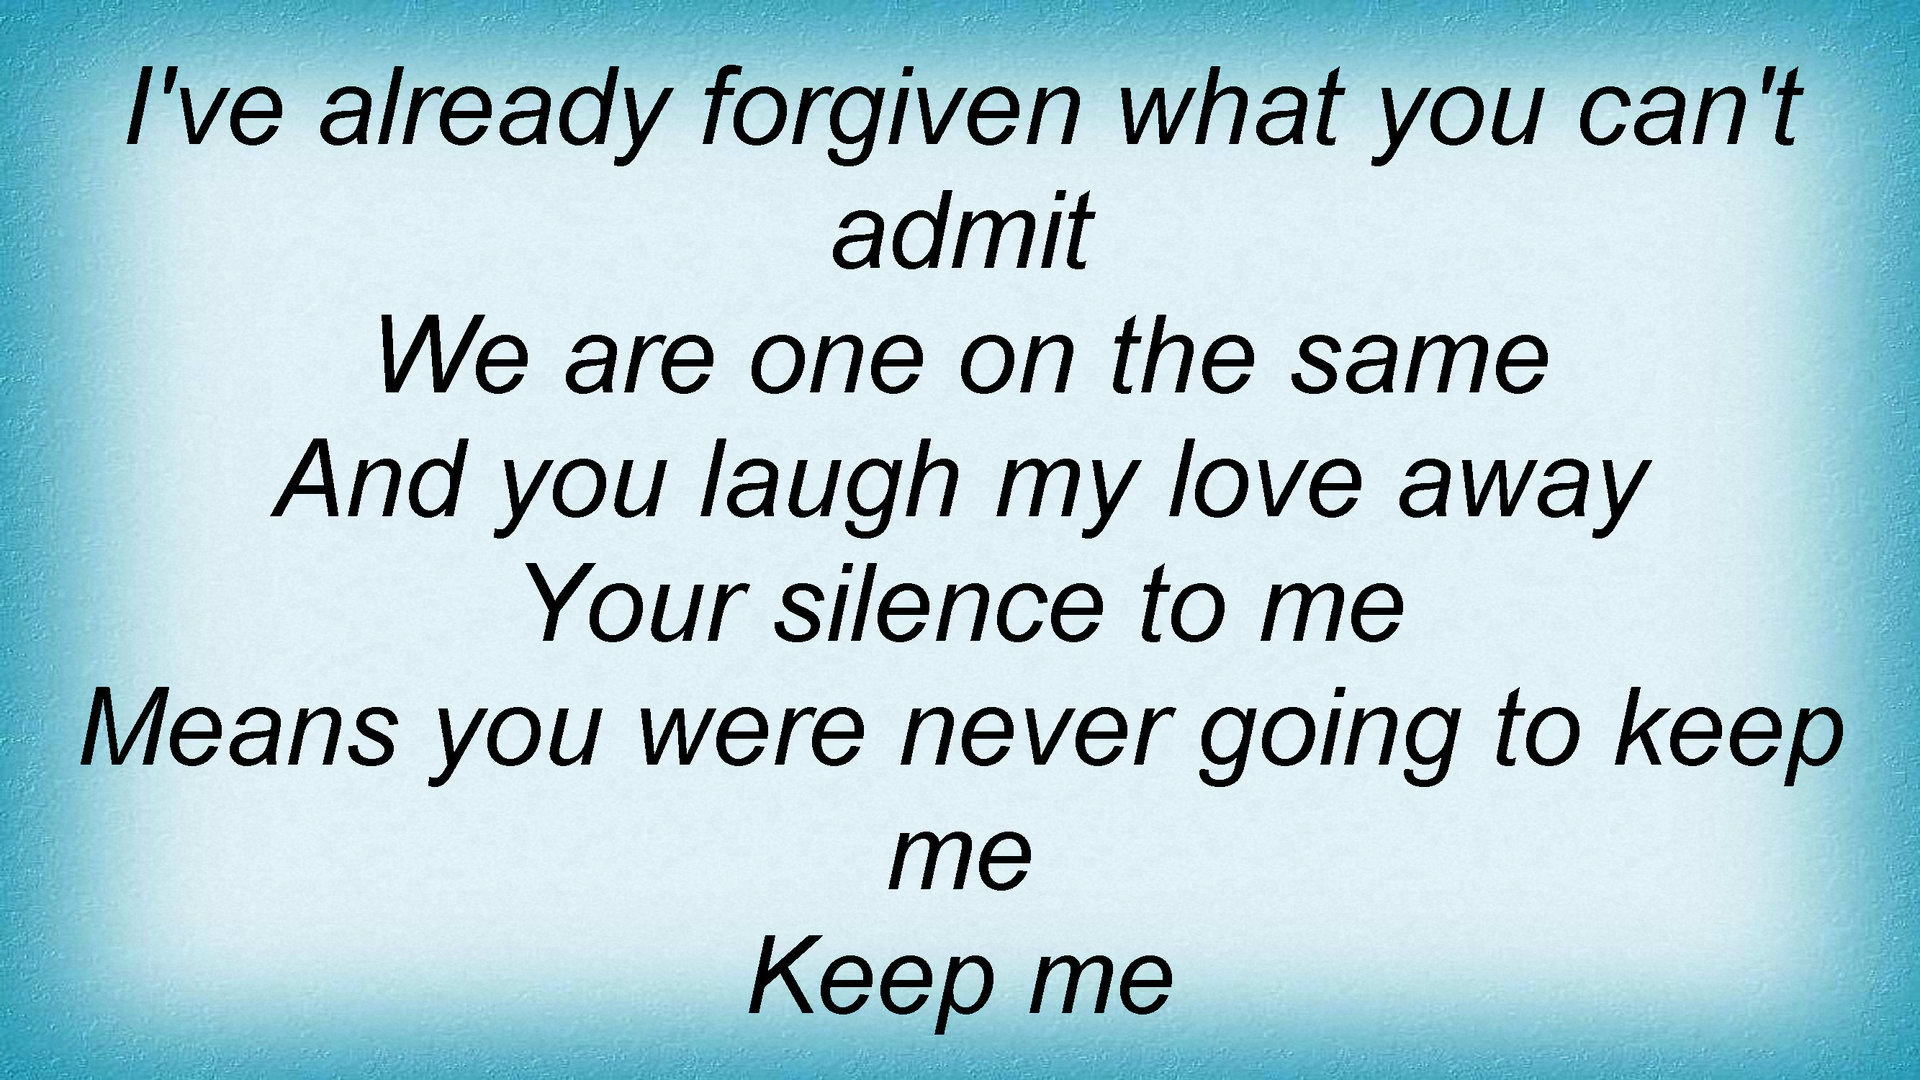 I've already forgiven what you can't
admit
We are one on the same
And you laugh my love away
Your silence to me
Means you were never going to keep
me
Keep me